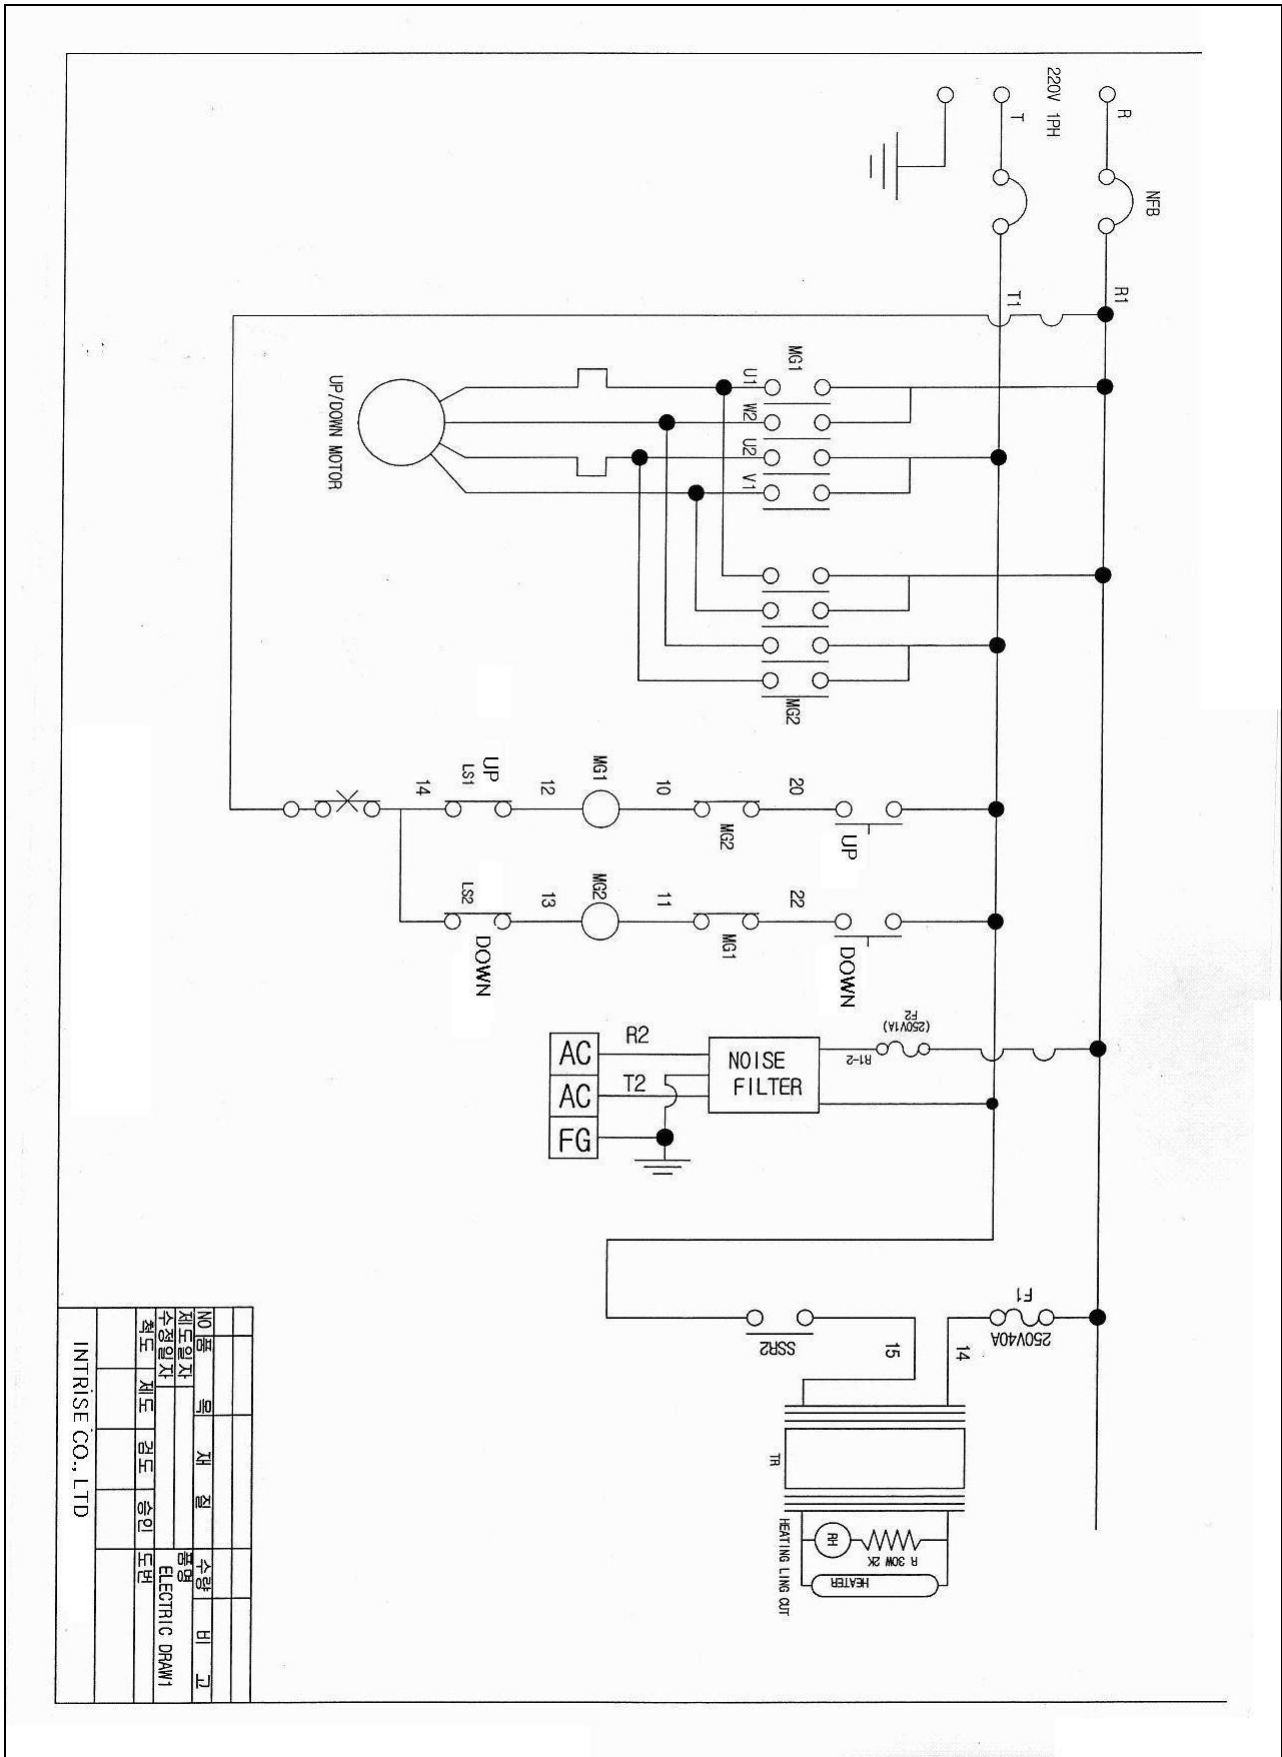 220V 1PH
R
T
NFB
R1
T1
MG1
U1
W2
U2
V1
UP/DOWN MOTOR
MG2
14
LS1
UP
12
MG1
10
MG2
20
UP
LS2
DOWN
13
MG2
11
MG1
22
DOWN
AC
R2
AC
T2
FG
NOISE
FILTER
R1-2
F2
(250V1A)
F1
250V40A
SSR2
15
14
TR
HEATING LING CUT
RH
R 30W 2K
HEATER
NO
품 목
재 질
수량
비 고
제도일자
수정일자
품명
ELECTRIC DRAW1
척도
제도
검도
승인
도번
INTRISE CO., LTD